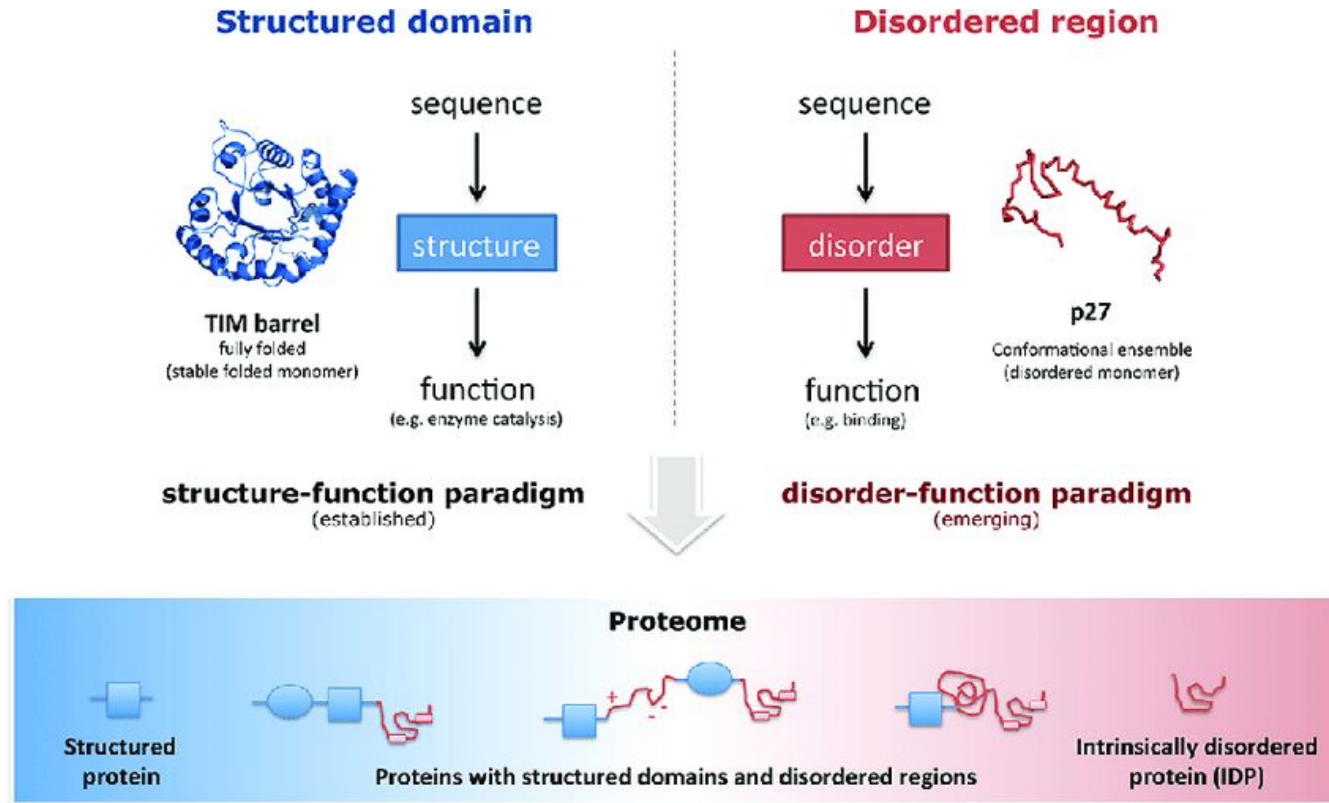 Structured domain
Disordered region
sequence
structure
TIM barrel
fully folded
(stable folded monomer)
function
(e.g. enzyme catalysis)
structure-function paradigm
(established)
sequence
disorder
p27
Conformational ensemble
(disordered monomer)
function
(e.g. binding)
disorder-function paradigm
(emerging)
Proteome
+
- -
Structured
protein
Proteins with structured domains and disordered regions
Intrinsically disordered
protein (IDP)